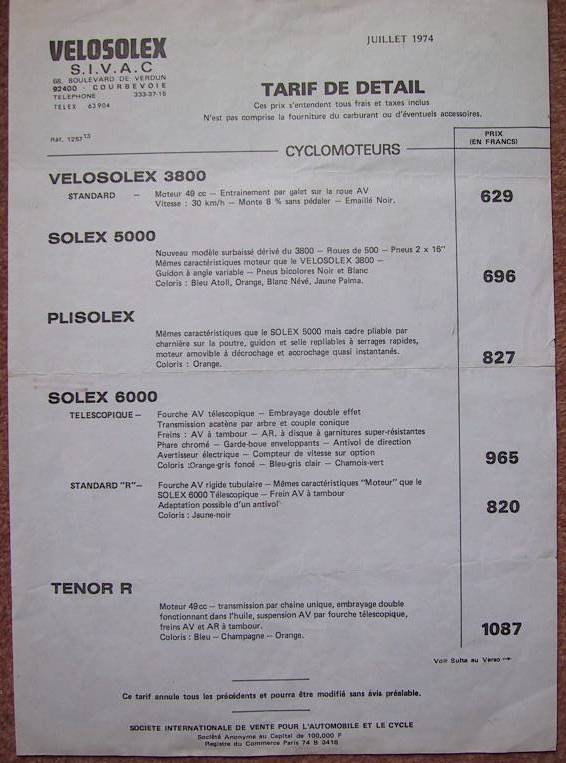 VELOSOLEX
S.I.V.A.C
68, BOULEVARD DE VERDUN
92400 - COURBEVOIE
TELEPHONE 333-37-15
TELEX 63904
JUILLET 1974
TARIF DE DETAIL
Ces prix s'entendent tous frais et taxes inclus
N'est pas comprise la fourniture du carburant ou d'éventuels accessoires.
Réf. 1257 13
PRIX
(EN FRANCS)
CYCLOMOTEURS
VELOSOLEX 3800
STANDARD — Moteur 49 cc — Entrainement par galet sur la roue AV
Vitesse : 30 km/h — Monte 8 % sans pédaler — Emaillé Noir.
629
SOLEX 5000
Nouveau modèle surbaissé dérivé du 3800 — Roues de 500 — Pneus 2 x 16"
Mêmes caractéristiques moteur que le VELOSOLEX 3800 —
Guidon à angle variable — Pneus bicolores Noir et Blanc
Coloris : Bleu Atoll, Orange, Blanc Névé, Jaune Palma.
696
PLISOLEX
Mêmes caractéristiques que le SOLEX 5000 mais cadre pliable par
charnière sur la poutre, guidon et selle repliables à serrages rapides,
moteur amovible à décrochage et accrochage quasi instantanés.
Coloris : Orange.
827
SOLEX 6000
TELESCOPIQUE — Fourche AV télescopique — Embrayage double effet
Transmission acatène par arbre et couple conique
Freins : AV à tambour — AR, à disque à garnitures super-résistantes
Phare chromé — Garde-boue enveloppants — Antivol de direction
Avertisseur électrique — Compteur de vitesse sur option
Coloris :Orange-gris foncé — Bleu-gris clair — Chamois-vert
965
STANDARD "R"— Fourche AV rigide tubulaire — Mêmes caractéristiques "Moteur" que le
SOLEX 6000 Télescopique — Frein AV à tambour
Adaptation possible d'un antivol
Coloris : Jaune-noir
820
TENOR R
Moteur 49cc — transmission par chaine unique, embrayage double
fonctionnant dans l'huile, suspension AV par fourche télescopique,
freins AV et AR à tambour.
Coloris : Bleu — Champagne — Orange.
1087
Voir Suite au Verso →
Ce tarif annule tous les précédents et pourra être modifié sans avis préalable.
SOCIETE INTERNATIONALE DE VENTE POUR L'AUTOMOBILE ET LE CYCLE
Société Anonyme au Capital de 100,000 F
Registre du Commerce Paris 74 B 3418